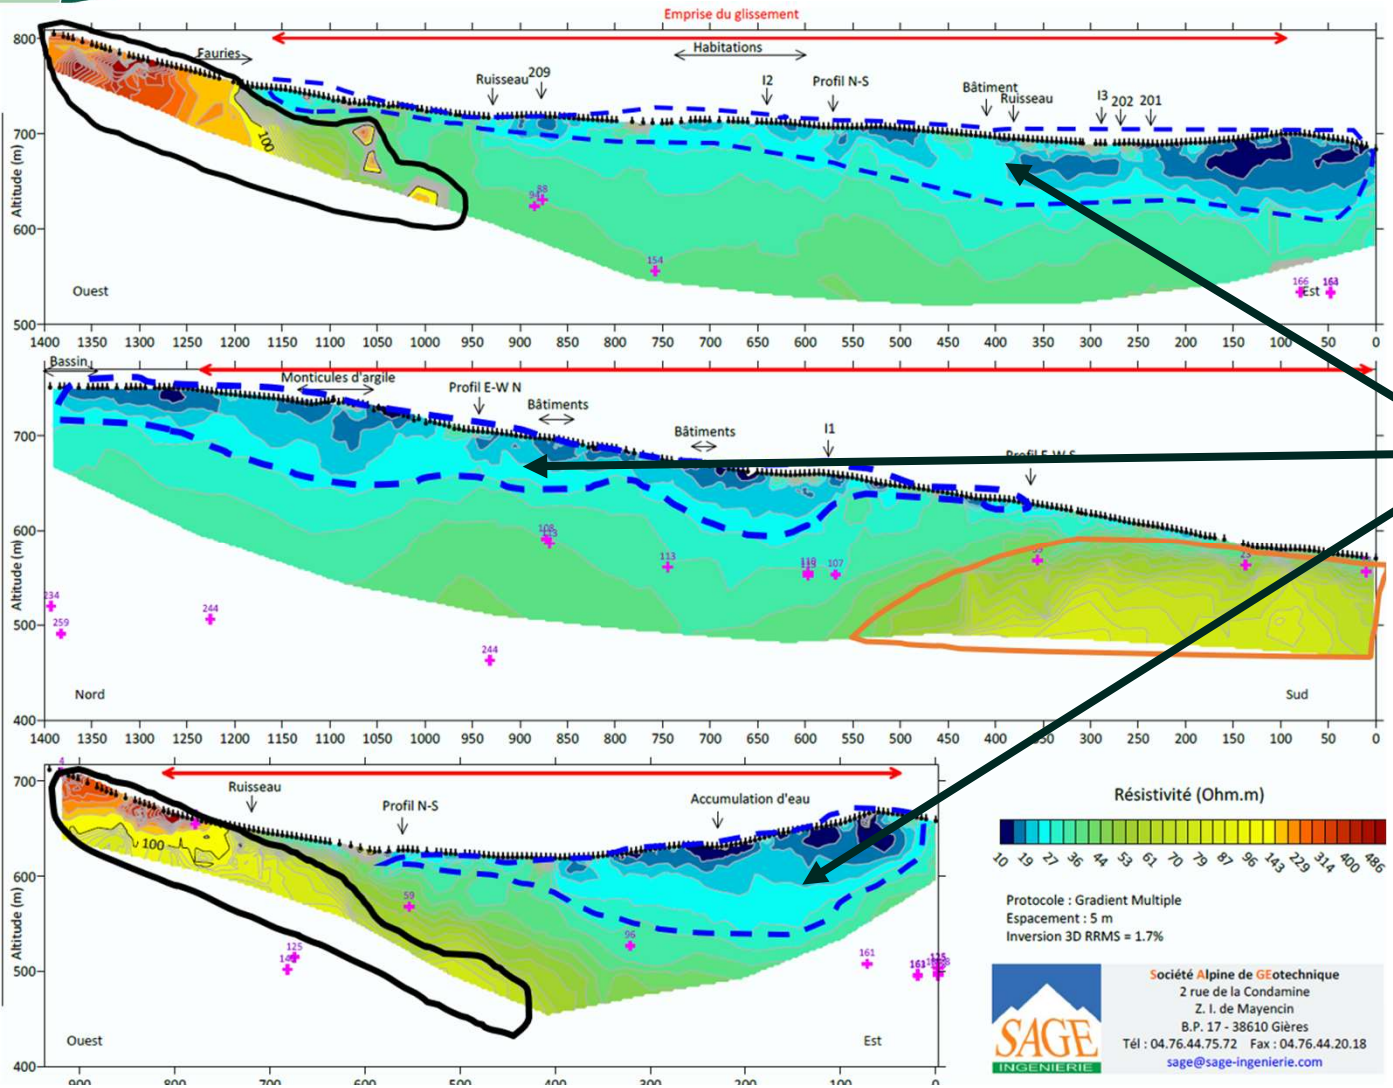 Emprise du glissement
800
Fauries
Habitations
Ruisseau
209
I2
Profil N-S
Bâtiment
Ruisseau
I3
202
201
100
700
Altitude (m)
600
94
88
154
166
Ouest
Est
500
1400 1350 1300 1250 1200 1150 1100 1050 1000 950 900 850 800 750 700 650 600 550 500 450 400 350 300 250 200 150 100 50 0
Bassin
Monticules d'argile
Profil E-W N
Bâtiments
Bâtiments
I1
Profil E-W S
700
Altitude (m)
600
108
113
107
234
259
244
244
59
500
Nord
Sud
400
1400 1350 1300 1250 1200 1150 1100 1050 1000 950 900 850 800 750 700 650 600 550 500 450 400 350 300 250 200 150 100 50 0
4
700
Ruisseau
Profil N-S
Accumulation d'eau
100
Altitude (m)
600
59
96
125
161
500
Ouest
Est
400
900 800 700 600 500 400 300 200 100 0
Résistivité (Ohm.m)
10 19 27 36 44 53 61 70 79 87 96 143 229 314 400 486
Protocole : Gradient Multiple
Espacement : 5 m
Inversion 3D RRMS = 1.7%
SAGE
INGENIERIE
Société Alpine de GEotechnique
2 rue de la Condamine
Z. I. de Mayencin
B.P. 17 - 38610 Gières
Tél : 04.76.44.75.72 Fax : 04.76.44.20.18
sage@sage-ingenierie.com